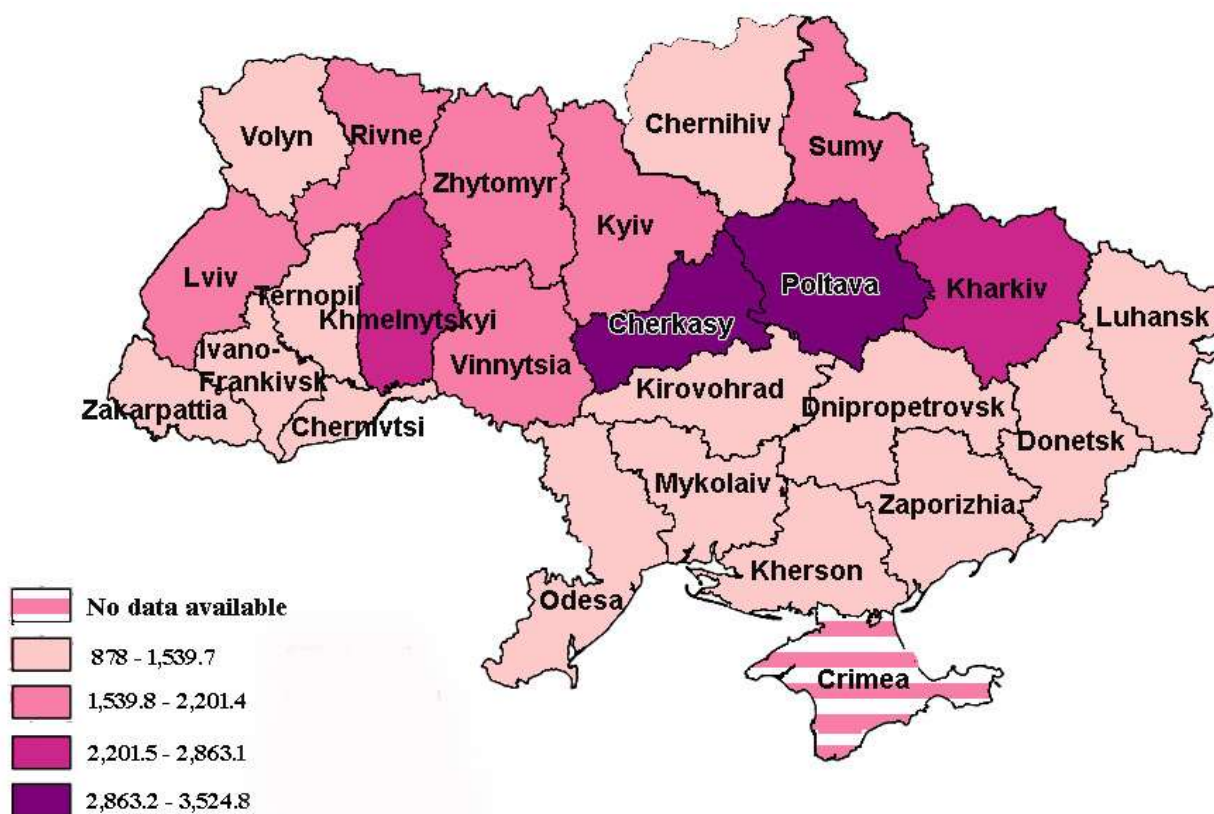 Chernihiv
Sumy
Volyn
Rivne
Zhytomyr
Kyiv
Lviv
Ternopil
Khmelnytskyi
Vinnytsia
Cherkasy
Poltava
Kharkiv
Luhansk
Ivano-
Frankivsk
Zakarpattia
Chernivtsi
Kirovohrad
Dnipropetrovsk
Donetsk
Mykolaiv
Zaporizhia
Kherson
Odesa
Crimea
No data available
878 - 1,539.7
1,539.8 - 2,201.4
2,201.5 - 2,863.1
2,863.2 - 3,524.8